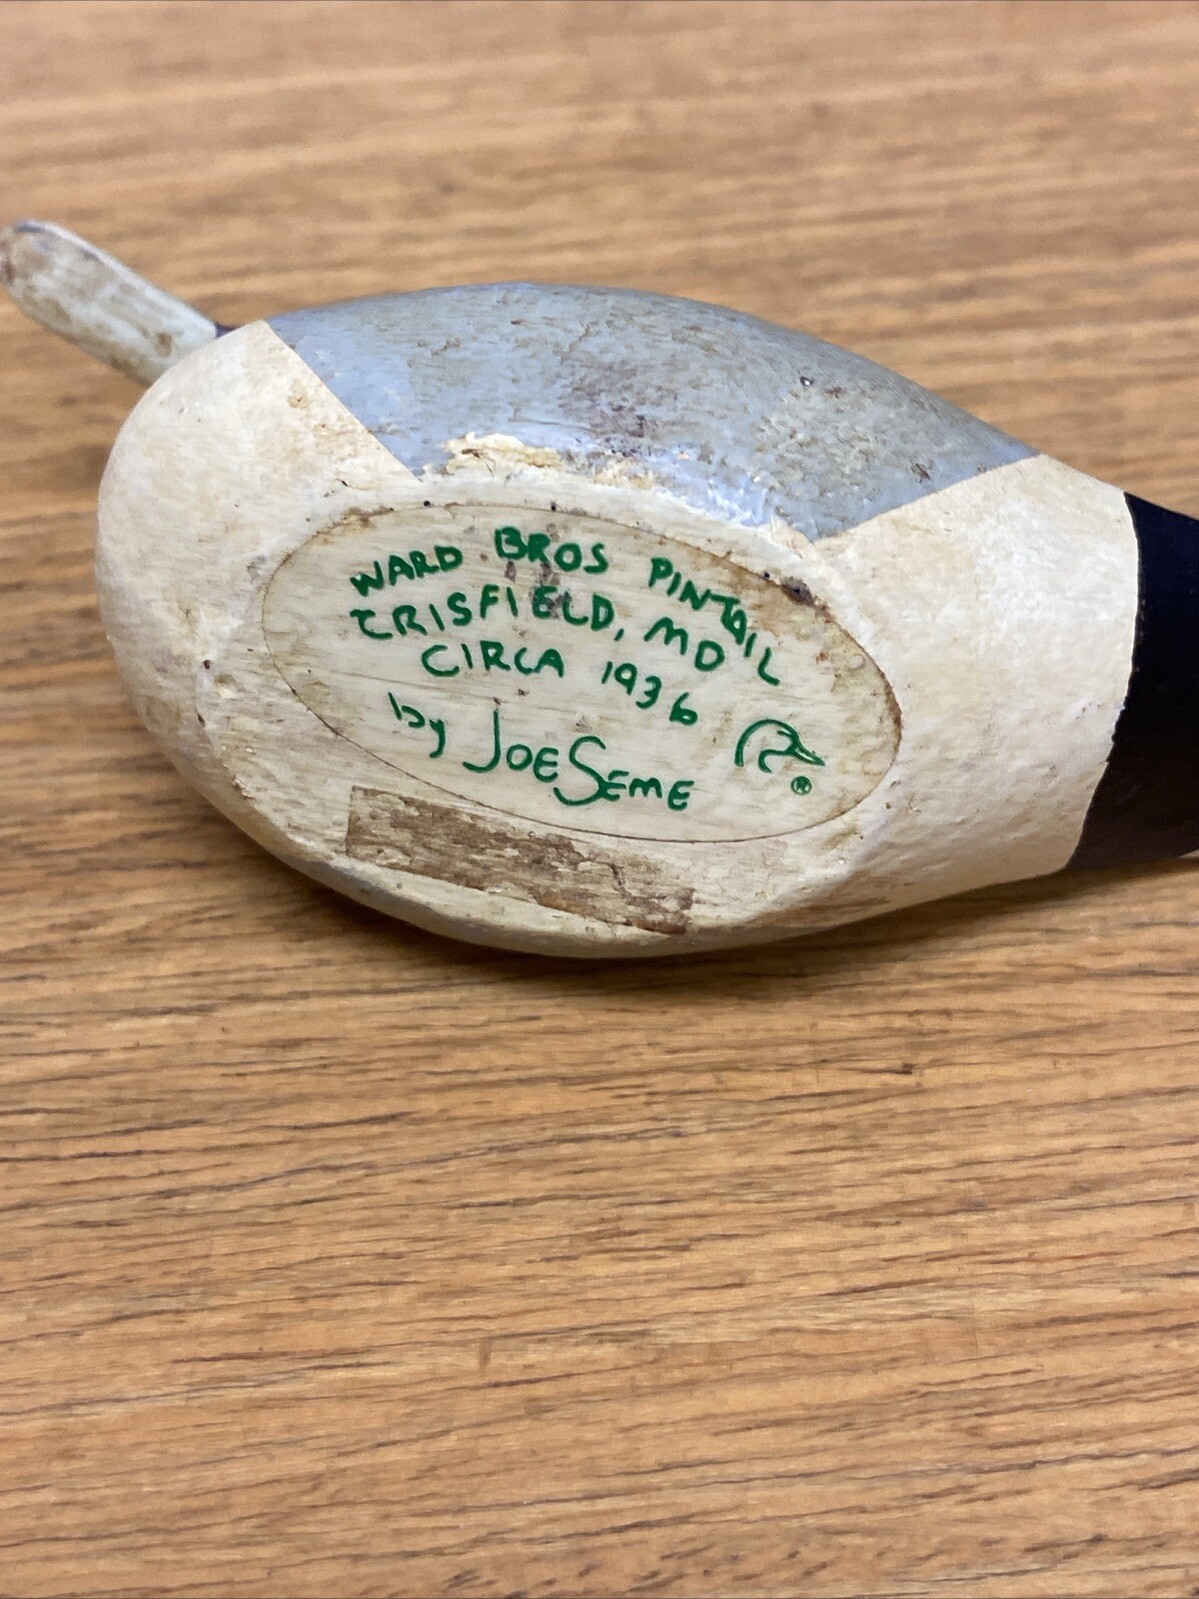 WARD BROS PINTAIL
CRISFIELD, MD
CIRCA 1936
by JOE SEME
®